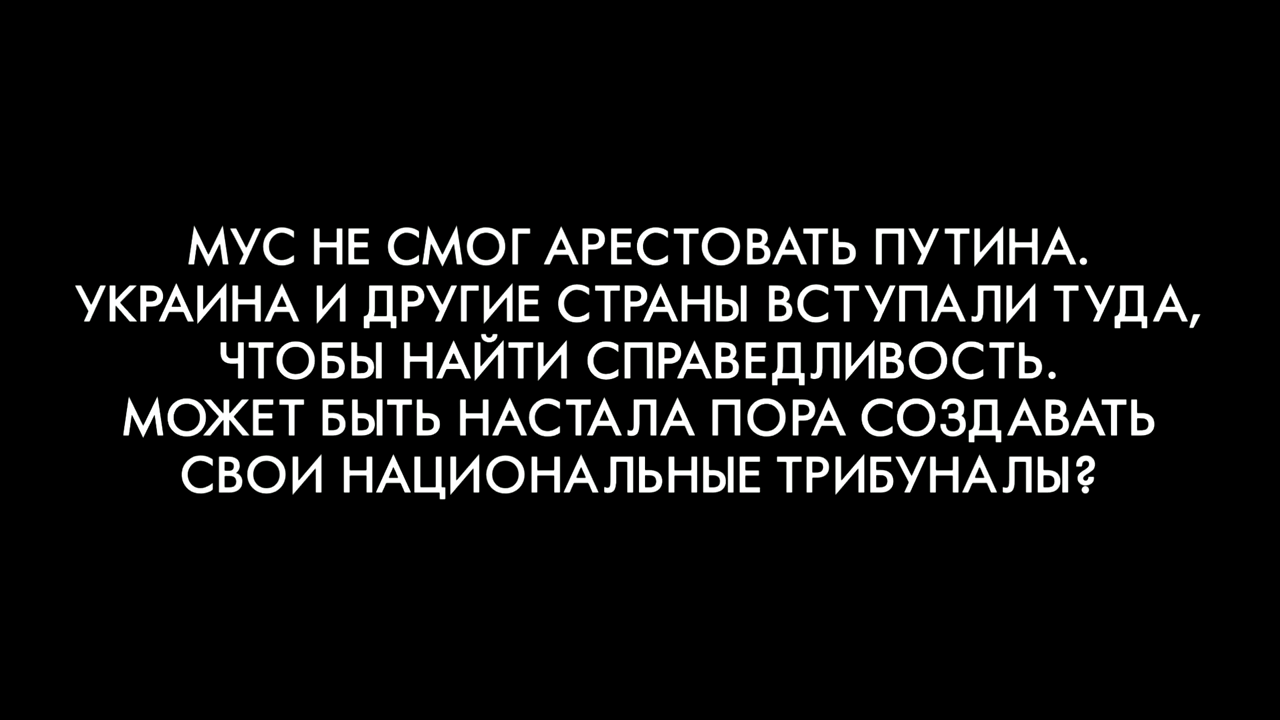 МУС НЕ СМОГ АРЕСТОВАТЬ ПУТИНА.
УКРАИНА И ДРУГИЕ СТРАНЫ ВСТУПАЛИ ТУДА,
ЧТОБЫ НАЙТИ СПРАВЕДЛИВОСТЬ.
МОЖЕТ БЫТЬ НАСТАЛА ПОРА СОЗДАВАТЬ
СВОИ НАЦИОНАЛЬНЫЕ ТРИБУНАЛЫ?